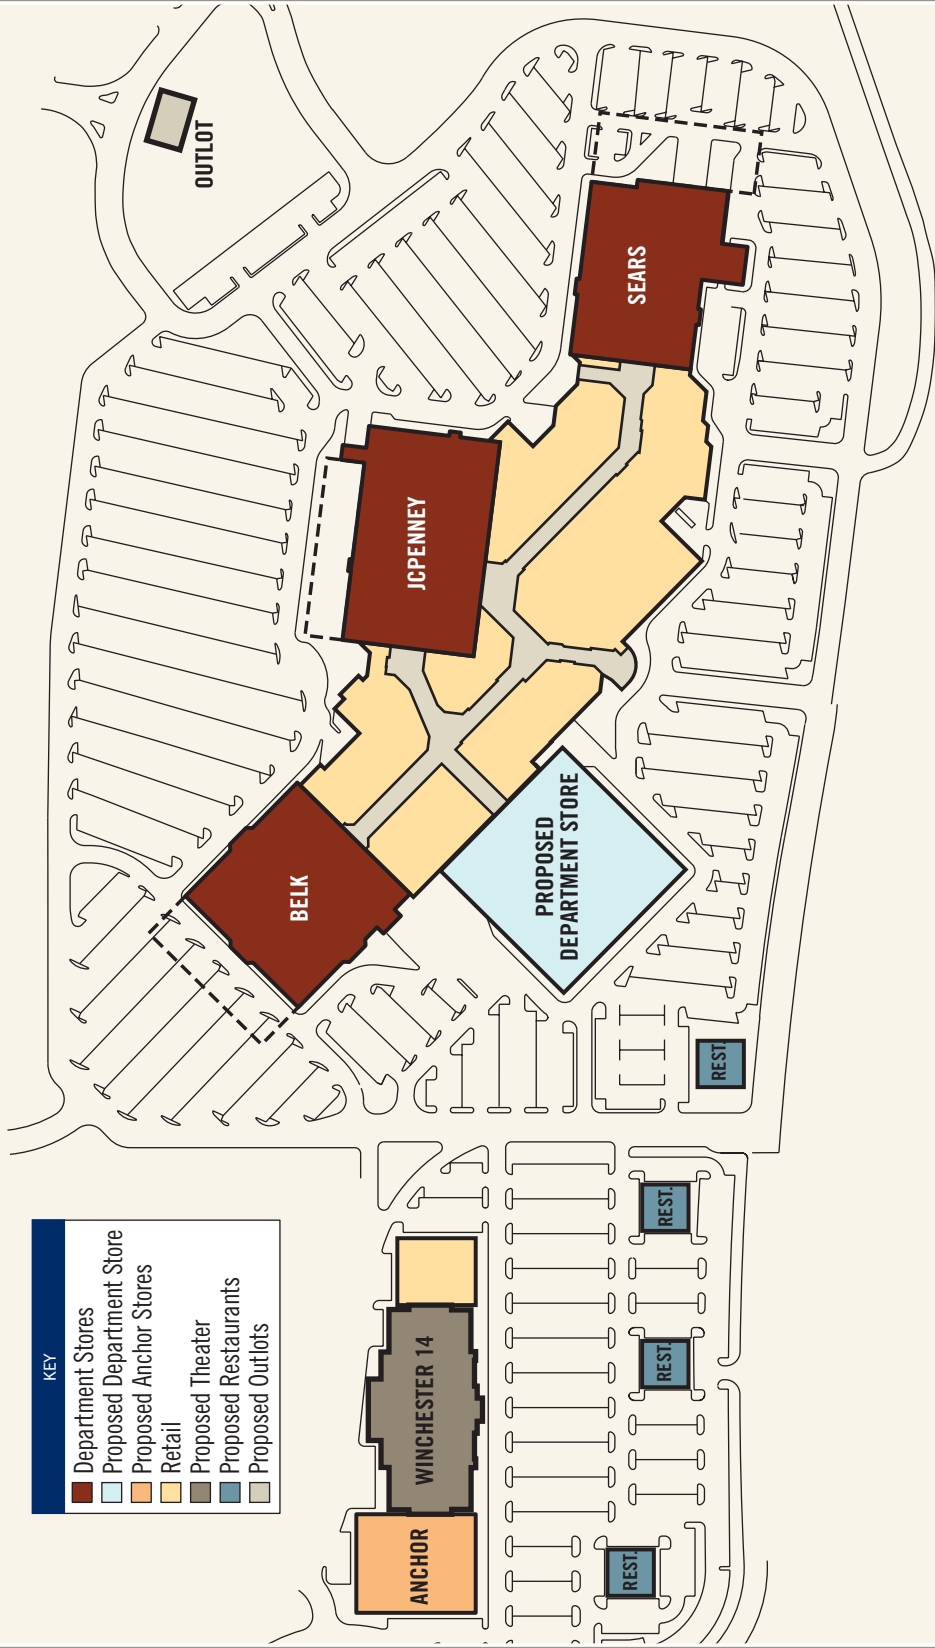 OUTLOT
SEARS
JCPENNEY
BELK
PROPOSED
DEPARTMENT STORE
REST.
REST.
REST.
REST.
WINCHESTER 14
ANCHOR
KEY
Department Stores
Proposed Department Store
Proposed Anchor Stores
Retail
Proposed Theater
Proposed Restaurants
Proposed Outlots